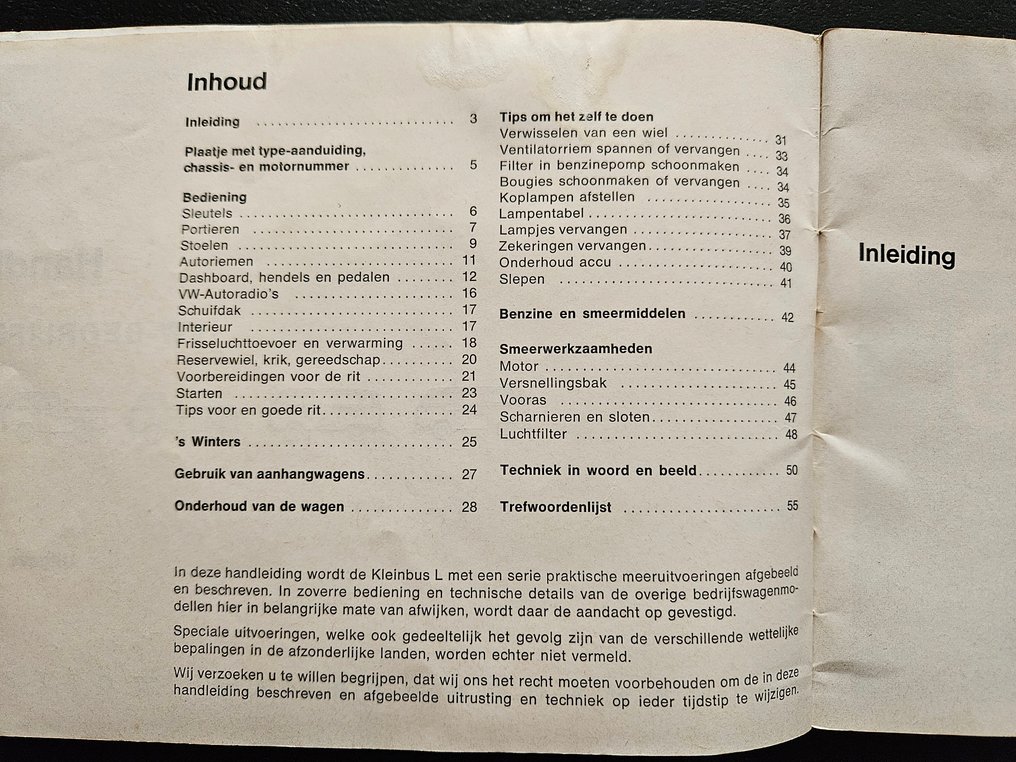 Inhoud
Inleiding ........................... 3
Plaatje met type-aanduiding,
chassis- en motornummer ............. 5
Bediening
Sleutels ............................ 6
Portieren ........................... 7
Stoelen ............................. 9
Autoriemen .......................... 11
Dashboard, hendels en pedalen ....... 12
VW-Autoradio's ...................... 16
Schuifdak ........................... 17
Interieur ........................... 17
Frisseluchttoevoer en verwarming ...... 18
Reservewiel, krik, gereedschap......... 20
Voorbereidingen voor de rit ........... 21
Starten ............................. 23
Tips voor en goede rit................ 24
's Winters .......................... 25
Gebruik van aanhangwagens............ 27
Onderhoud van de wagen .............. 28
Tips om het zelf te doen
Verwisselen van een wiel .............. 31
Ventilatorriem spannen of vervangen .... 33
Filter in benzinepomp schoonmaken .... 34
Bougies schoonmaken of vervangen .... 34
Koplampen afstellen ................. 35
Lampentabel ......................... 36
Lampjes vervangen ................... 37
Zekeringen vervangen................. 39
Onderhoud accu ...................... 40
Slepen .............................. 41
Benzine en smeermiddelen ............ 42
Smeerwerkzaamheden
Motor ............................... 44
Versnellingsbak ..................... 45
Vooras .............................. 46
Scharnieren en sloten................ 47
Luchtfilter ......................... 48
Techniek in woord en beeld............ 50
Trefwoordenlijst .................... 55
In deze handleiding wordt de Kleinbus L met een serie praktische meeruitvoeringen afgebeeld
en beschreven. In zoverre bediening en technische details van de overige bedrijfswagenmo-
dellen hier in belangrijke mate van afwijken, wordt daar de aandacht op gevestigd.
Speciale uitvoeringen, welke ook gedeeltelijk het gevolg zijn van de verschillende wettelijke
bepalingen in de afzonderlijke landen, worden echter niet vermeld.
Wij verzoeken u te willen begrijpen, dat wij ons het recht moeten voorbehouden om de in deze
handleiding beschreven en afgebeelde uitrusting en techniek op ieder tijdstip te wijzigen.
Inleiding